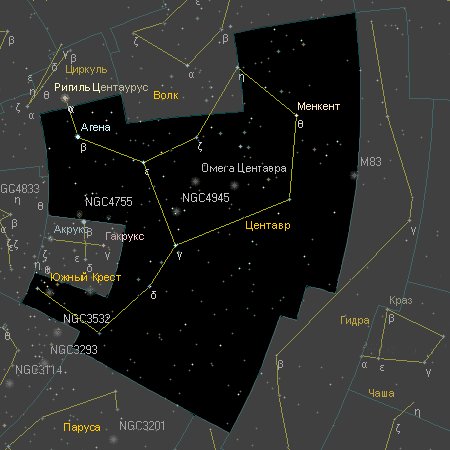 β
β
γ
Циркуль
ε
θ
α
η
Ригиль Центаурус
γ
α
Волк
Менкент
θ
Агена
β
ζ
ε
Омега Центавра
M83
GC4833
NGC4755
NGC4945
η
θ
α
Акрукс
β
Гакрукс
γ
Центавр
γ
γ
α
ε
δ
η
θ
Южный Крест
δ
Краз
β
NGC3532
Гидра
NGC3293
α
ε
γ
NGC3114
Чаша
η
Паруса
NGC3201
ζ